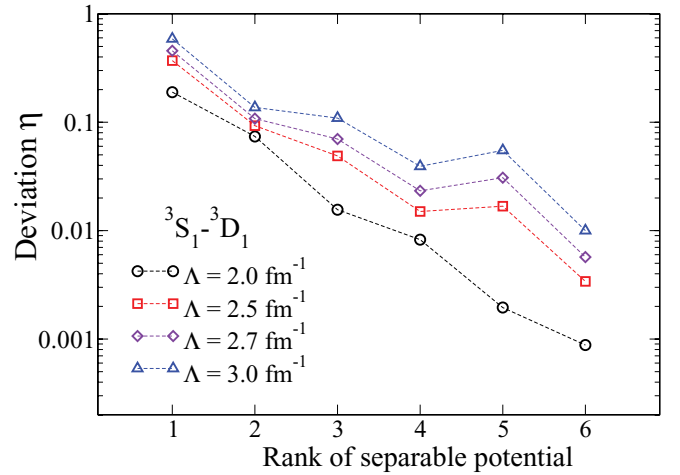 1
0.1
0.01
0.001
Deviation η
³S₁-³D₁
Λ = 2.0 fm⁻¹
Λ = 2.5 fm⁻¹
Λ = 2.7 fm⁻¹
Λ = 3.0 fm⁻¹
1 2 3 4 5 6
Rank of separable potential